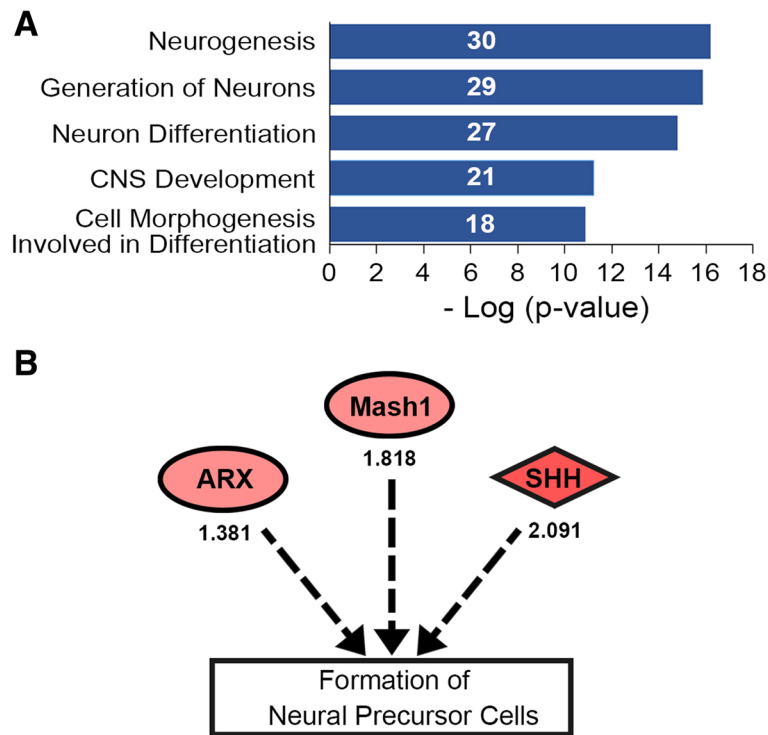 A
Neurogenesis 30
Generation of Neurons 29
Neuron Differentiation 27
CNS Development 21
Cell Morphogenesis
Involved in Differentiation 18
0 2 4 6 8 10 12 14 16 18
- Log (p-value)
B
Mash1
1.818
ARX
1.381
SHH
2.091
Formation of
Neural Precursor Cells